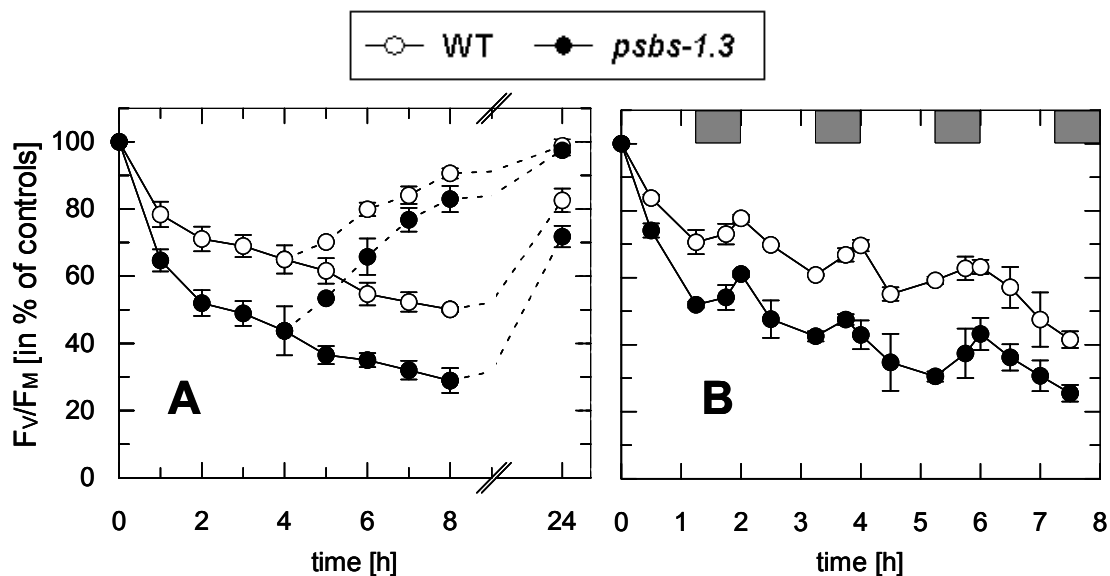 WT psbs-1.3
Fv/FM [in % of controls]
100
80
60
40
20
0
A
0 2 4 6 8 24
time [h]
B
0 1 2 3 4 5 6 7 8
time [h]